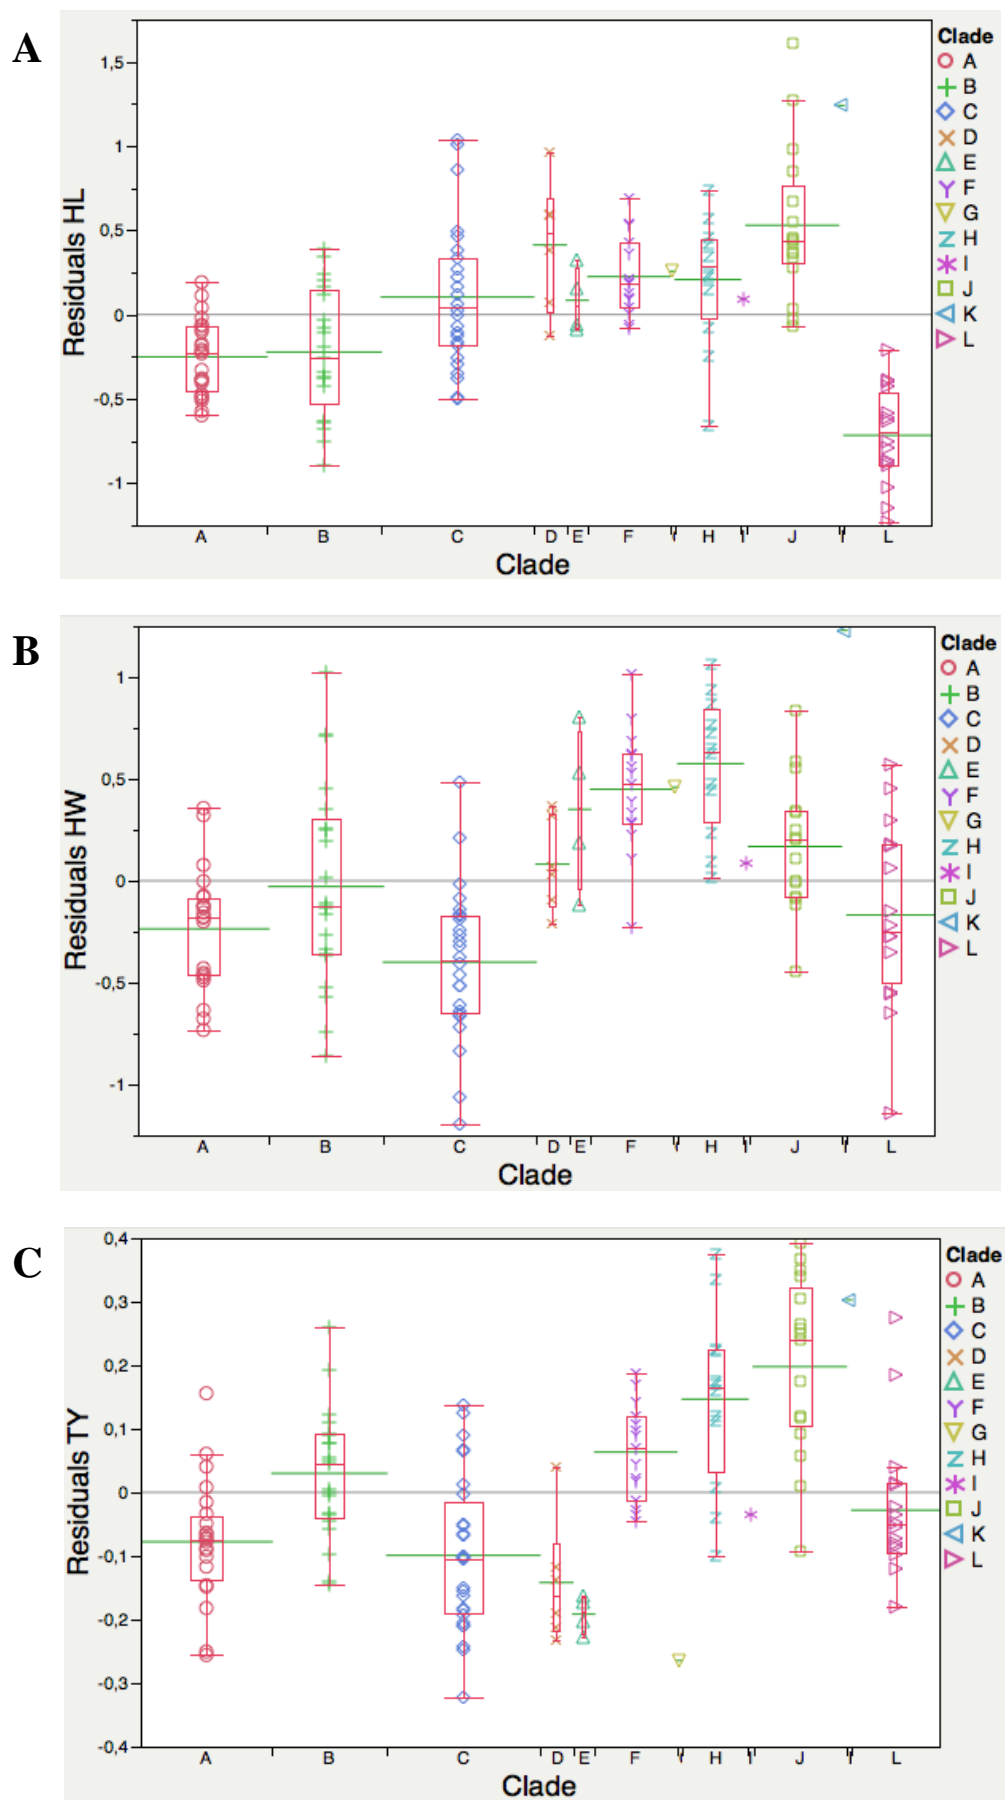 A
Clade
A
B
C
D
E
F
G
H
I
J
K
L
1,5
1
0,5
0
-0,5
-1
Residuals HL
A B C D E F H I J L
Clade
B
Clade
A
B
C
D
E
F
G
H
I
J
K
L
1
0,5
0
-0,5
-1
Residuals HW
A B C D E F H I J L
Clade
C
Clade
A
B
C
D
E
F
G
H
I
J
K
L
0,4
0,3
0,2
0,1
0
-0,1
-0,2
-0,3
-0,4
Residuals TY
A B C D E F H I J L
Clade